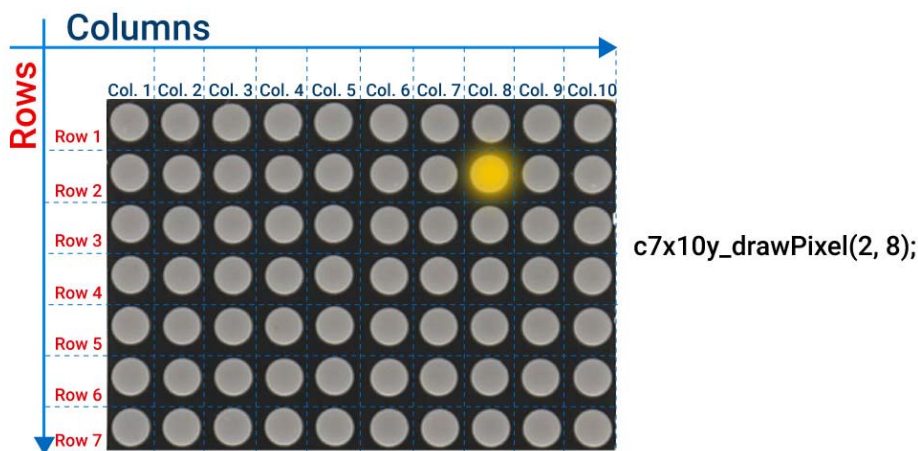 Columns
Rows
Col. 1 Col. 2 Col. 3 Col. 4 Col. 5 Col. 6 Col. 7 Col. 8 Col. 9 Col.10
Row 1
Row 2
Row 3
c7x10y_drawPixel(2, 8);
Row 4
Row 5
Row 6
Row 7